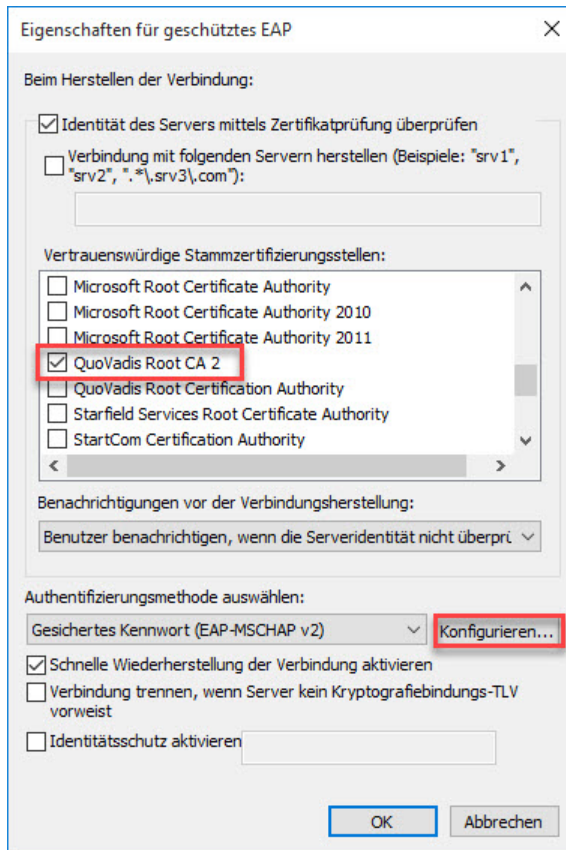 Eigenschaften für geschütztes EAP
Beim Herstellen der Verbindung:
Identität des Servers mittels Zertifikatprüfung überprüfen
Verbindung mit folgenden Servern herstellen (Beispiele: "srv1",
"srv2", ".*\.srv3\.com"):
Vertrauenswürdige Stammzertifizierungsstellen:
Microsoft Root Certificate Authority
Microsoft Root Certificate Authority 2010
Microsoft Root Certificate Authority 2011
QuoVadis Root CA 2
QuoVadis Root Certification Authority
Starfield Services Root Certificate Authority
StartCom Certification Authority
Benachrichtigungen vor der Verbindungsherstellung:
Benutzer benachrichtigen, wenn die Serveridentität nicht überprü
Authentifizierungsmethode auswählen:
Gesichertes Kennwort (EAP-MSCHAP v2) Konfigurieren...
Schnelle Wiederherstellung der Verbindung aktivieren
Verbindung trennen, wenn Server kein Kryptografiebindungs-TLV
vorweist
Identitätsschutz aktivieren
OK Abbrechen